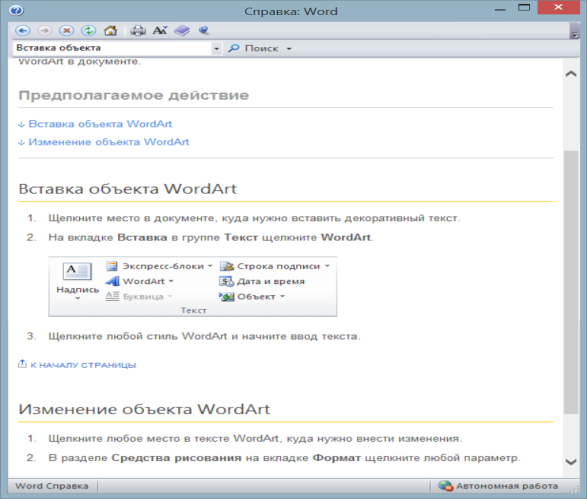 Справка: Word
Вставка объекта Поиск
WordArt в документе.
Предполагаемое действие
Вставка объекта WordArt
Изменение объекта WordArt
Вставка объекта WordArt
1. Щелкните место в документе, куда нужно вставить декоративный текст.
2. На вкладке Вставка в группе Текст щелкните WordArt.
Надпись
Экспресс-блоки
WordArt
Буквица
Строка подписи
Дата и время
Объект
Текст
3. Щелкните любой стиль WordArt и начните ввод текста.
К НАЧАЛУ СТРАНИЦЫ
Изменение объекта WordArt
1. Щелкните любое место в тексте WordArt, куда нужно внести изменения.
2. В разделе Средства рисования на вкладке Формат щелкните любой параметр.
Word Справка Автономная работа